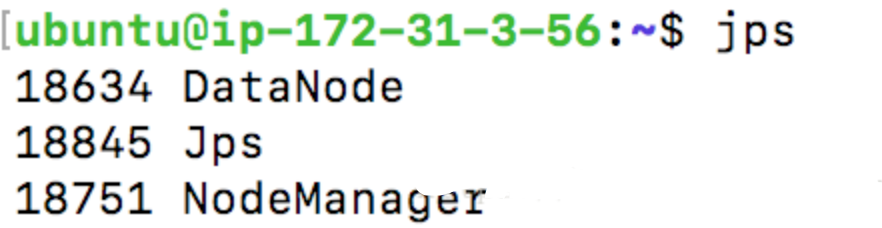 [ubuntu@ip-172-31-3-56:~$ jps
18634 DataNode
18845 Jps
18751 NodeManager